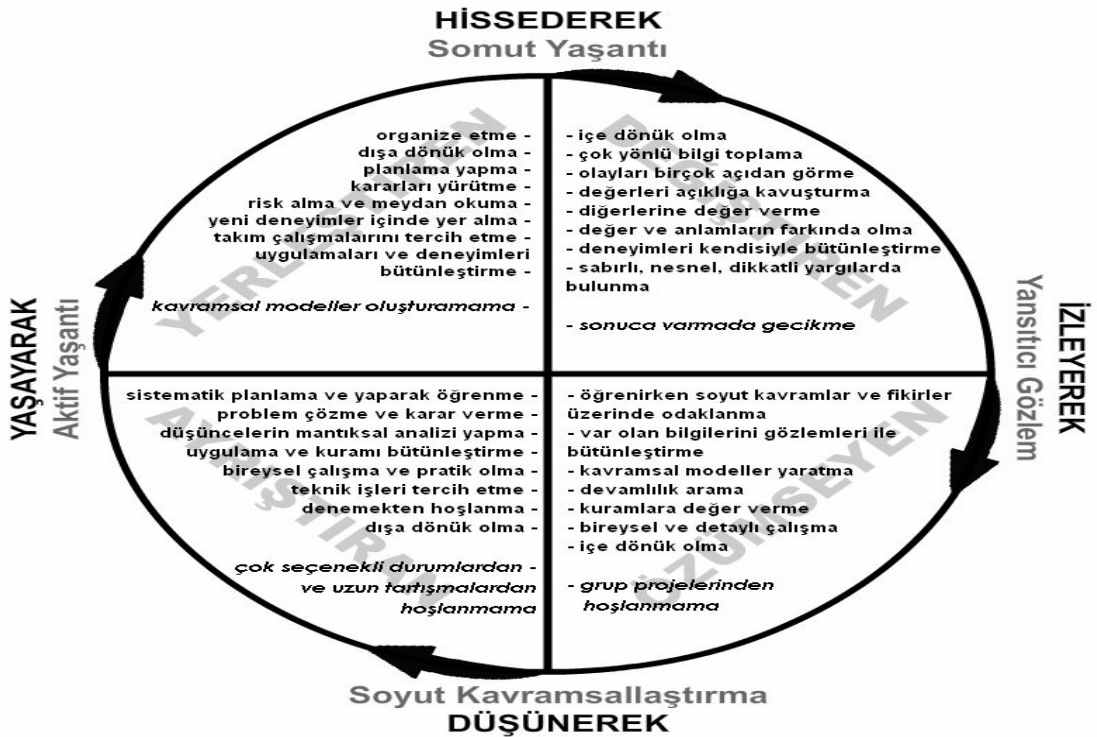 HİSSEDEREK
Somut Yaşantı
YERLEŞTİREN
organize etme -
dışa dönük olma -
planlama yapma -
kararları yürütme -
risk alma ve meydan okuma -
yeni deneyimler içinde yer alma -
takım çalışmalaırını tercih etme -
uygulamaları ve deneyimleri
bütünleştirme -
kavramsal modeller oluşturamama -
DEĞİŞTİREN
- içe dönük olma
- çok yönlü bilgi toplama
- olayları birçok açıdan görme
- değerleri açıklığa kavuşturma
- diğerlerine değer verme
- değer ve anlamların farkında olma
- deneyimleri kendisiyle bütünleştirme
- sabırlı, nesnel, dikkatli yargılarda
bulunma
- sonuca varmada gecikme
YAŞAYARAK
Aktif Yaşantı
İZLEYEREK
Yansıtıcı Gözlem
AYRIŞTIRAN
sistematik planlama ve yaparak öğrenme -
problem çözme ve karar verme -
düşüncelerin mantıksal analizi yapma -
uygulama ve kuramı bütünleştirme -
bireysel çalışma ve pratik olma -
teknik işleri tercih etme -
denemekten hoşlanma -
dışa dönük olma -
çok seçenekli durumlardan -
ve uzun tartışmalardan
hoşlanmama
ÖZÜMSEYEN
- öğrenirken soyut kavramlar ve fikirler
üzerinde odaklanma
- var olan bilgilerini gözlemleri ile
bütünleştirme
- kavramsal modeller yaratma
- devamlılık arama
- kuramlara değer verme
- bireysel ve detaylı çalışma
- içe dönük olma
- grup projelerinden
hoşlanmama
Soyut Kavramsallaştırma
DÜŞÜNEREK